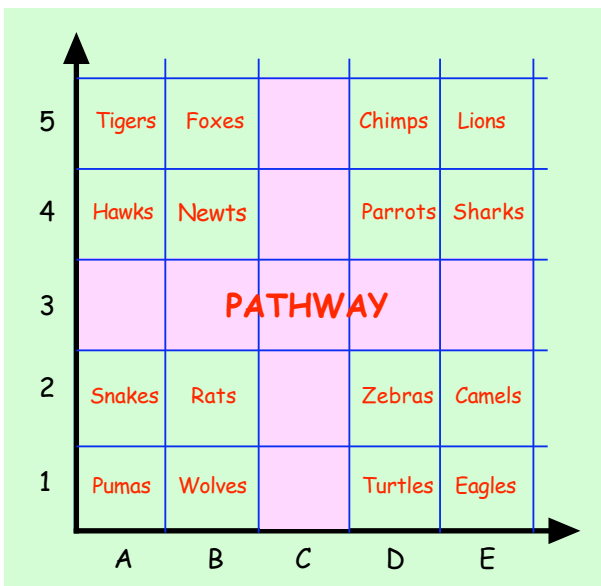 5 Tigers Foxes Chimps Lions
4 Hawks Newts Parrots Sharks
3 PATHWAY
2 Snakes Rats Zebras Camels
1 Pumas Wolves Turtles Eagles
A B C D E